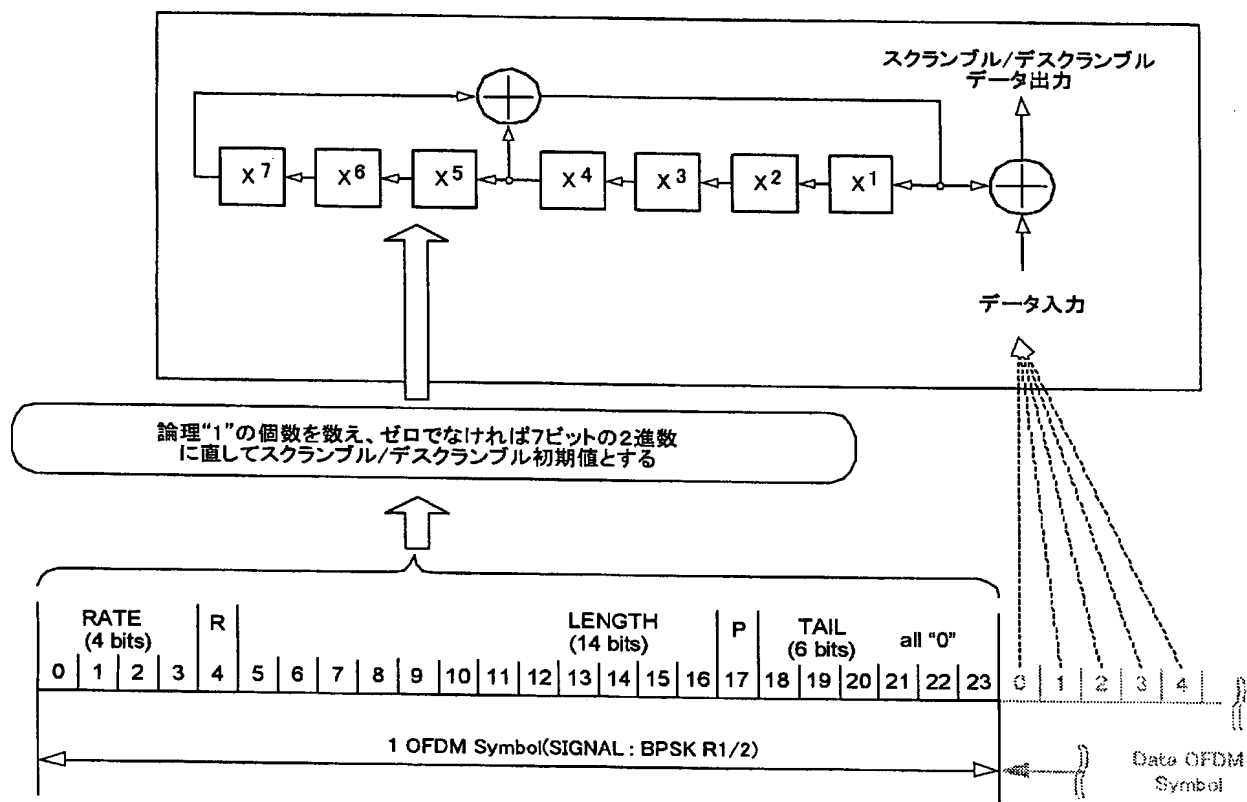 スクランブル/デスクランブル
データ出力
X7 X6 X5 X4 X3 X2 X1
データ入力
論理“1”の個数を数え、ゼロでなければ7ビットの2進数
に直してスクランブル/デスクランブル初期値とする
RATE
(4 bits)
R
LENGTH
(14 bits)
P
TAIL
(6 bits)
all “0”
0 1 2 3 4 5 6 7 8 9 10 11 12 13 14 15 16 17 18 19 20 21 22 23 0 1 2 3 4
1 OFDM Symbol(SIGNAL : BPSK R1/2)
Data OFDM
Symbol